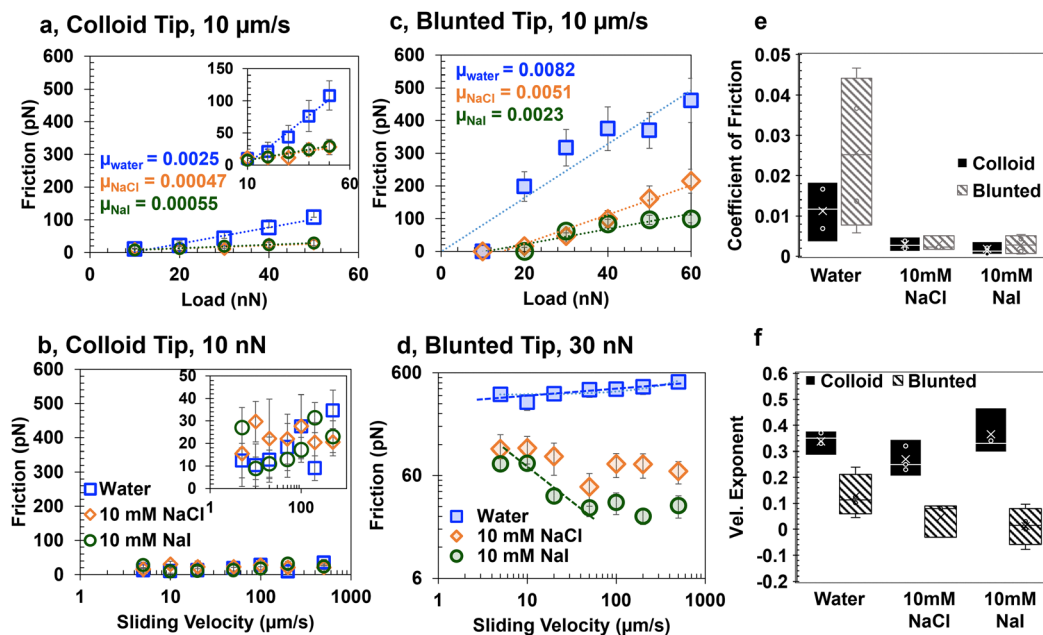 a, Colloid Tip, 10 µm/s
600
500
400
300
200
100
0
Friction (pN)
0
20
40
60
Load (nN)
µwater = 0.0025
µNaCl = 0.00047
µNaI = 0.00055
150
100
50
0
10
60
c, Blunted Tip, 10 µm/s
600
500
400
300
200
100
0
Friction (pN)
0
20
40
60
Load (nN)
µwater = 0.0082
µNaCl = 0.0051
µNaI = 0.0023
e
0.05
0.04
0.03
0.02
0.01
0
Coefficient of Friction
Colloid
Blunted
Water
10mM
NaCl
10mM
NaI
b, Colloid Tip, 10 nN
600
500
400
300
200
100
0
Friction (pN)
1
10
100
1000
Sliding Velocity (µm/s)
50
40
30
20
10
0
1
100
Water
10 mM NaCl
10 mM NaI
d, Blunted Tip, 30 nN
600
60
6
Friction (pN)
1
10
100
1000
Sliding Velocity (µm/s)
Water
10 mM NaCl
10 mM NaI
f
0.6
0.5
0.4
0.3
0.2
0.1
0
-0.1
-0.2
Vel. Exponent
Colloid
Blunted
Water
10mM
NaCl
10 mM
NaI